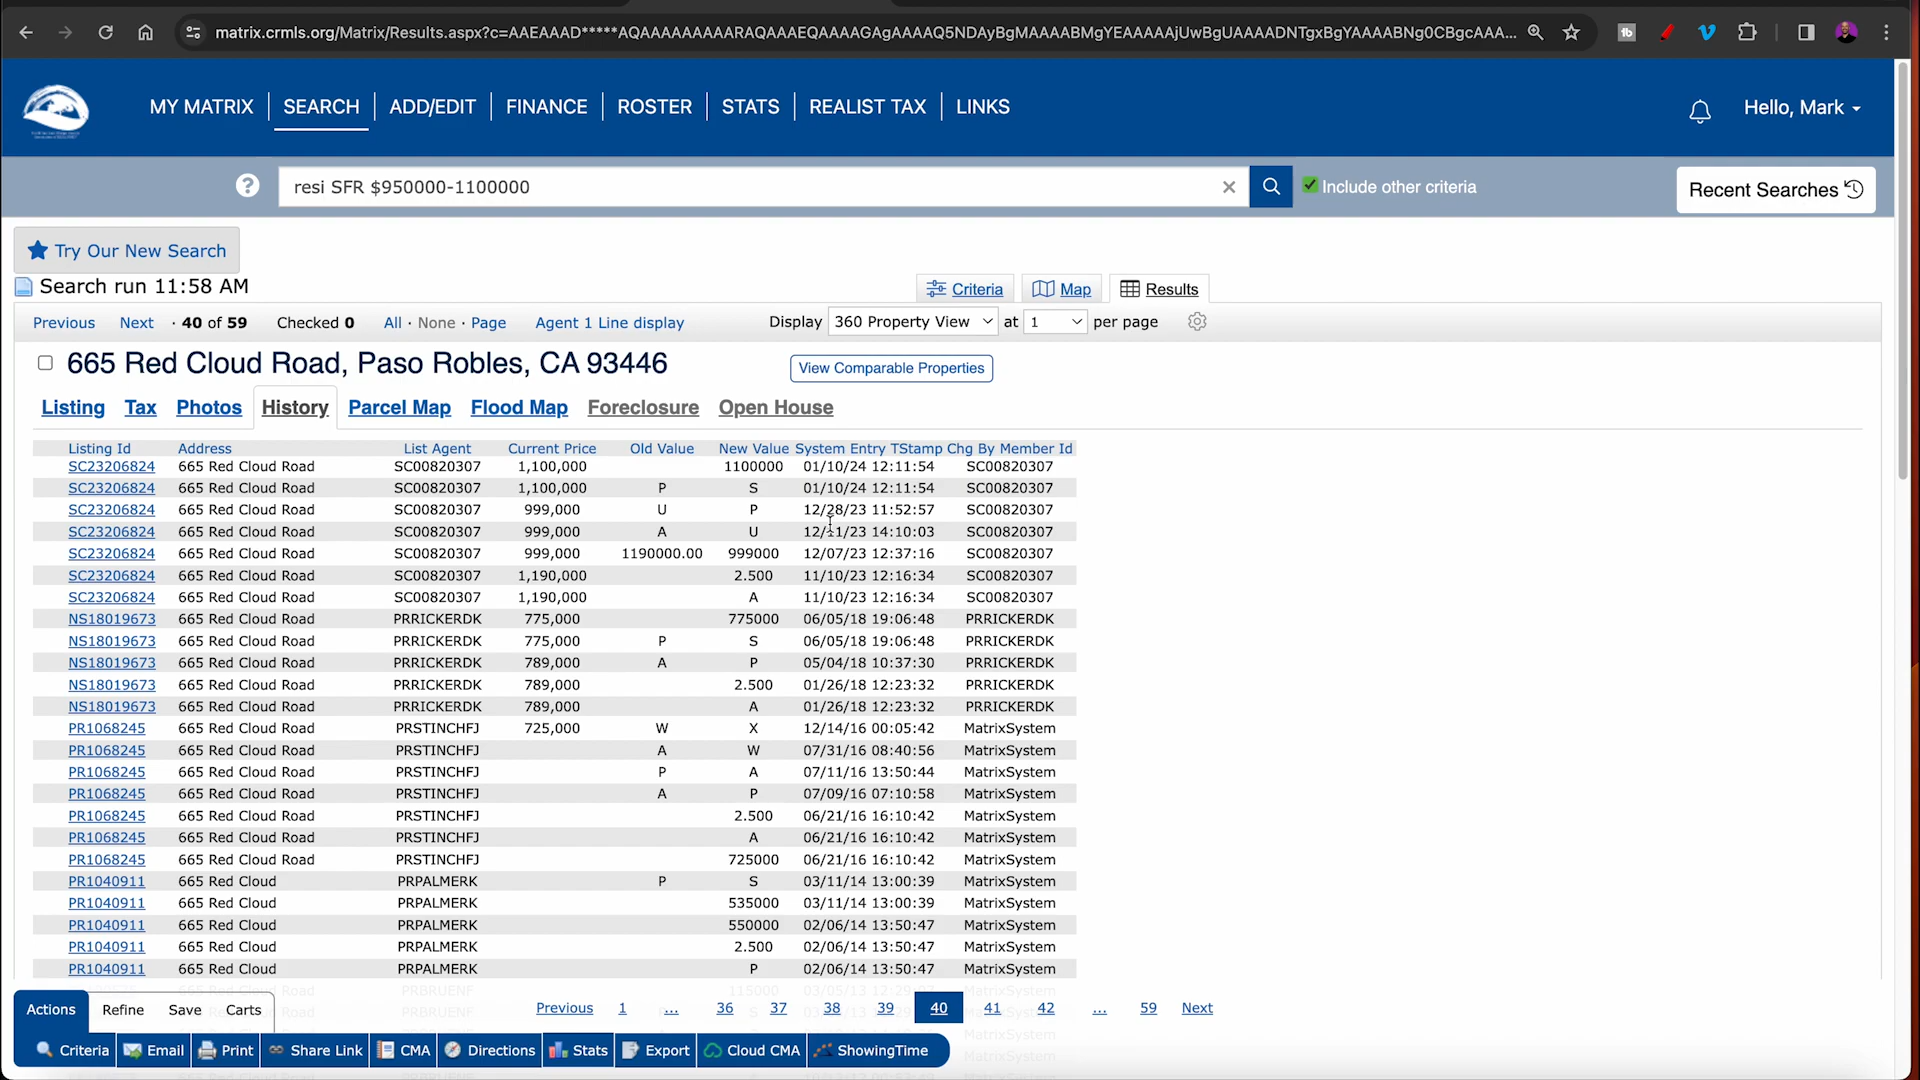 matrix.crmls.org/Matrix/Results.aspx?c=AAEAAAD*****AQAAAAAAAAARAQAAAEQAAAAGAgAAAAQ5NDAyBgMAAAABMgYEAAAAAjUwBgUAAAADNTgxBgYAAAABNg0CBgcAAA...
MY MATRIX SEARCH ADD/EDIT FINANCE ROSTER STATS REALIST TAX LINKS Hello, Mark
? resi SFR $950000-1100000 Include other criteria Recent Searches
Try Our New Search
Search run 11:58 AM Criteria Map Results
Previous Next · 40 of 59 Checked 0 All · None · Page Agent 1 Line display Display 360 Property View at 1 per page
665 Red Cloud Road, Paso Robles, CA 93446 View Comparable Properties
Listing Tax Photos History Parcel Map Flood Map Foreclosure Open House
Listing Id Address List Agent Current Price Old Value New Value System Entry TStamp Chg By Member Id
SC23206824 665 Red Cloud Road SC00820307 1,100,000 1100000 01/10/24 12:11:54 SC00820307
SC23206824 665 Red Cloud Road SC00820307 1,100,000 P S 01/10/24 12:11:54 SC00820307
SC23206824 665 Red Cloud Road SC00820307 999,000 U P 12/28/23 11:52:57 SC00820307
SC23206824 665 Red Cloud Road SC00820307 999,000 A U 12/11/23 14:10:03 SC00820307
SC23206824 665 Red Cloud Road SC00820307 999,000 1190000.00 999000 12/07/23 12:37:16 SC00820307
SC23206824 665 Red Cloud Road SC00820307 1,190,000 2.500 11/10/23 12:16:34 SC00820307
SC23206824 665 Red Cloud Road SC00820307 1,190,000 A 11/10/23 12:16:34 SC00820307
NS18019673 665 Red Cloud Road PRRICKERDK 775,000 775000 06/05/18 19:06:48 PRRICKERDK
NS18019673 665 Red Cloud Road PRRICKERDK 775,000 P S 06/05/18 19:06:48 PRRICKERDK
NS18019673 665 Red Cloud Road PRRICKERDK 789,000 A P 05/04/18 10:37:30 PRRICKERDK
NS18019673 665 Red Cloud Road PRRICKERDK 789,000 2.500 01/26/18 12:23:32 PRRICKERDK
NS18019673 665 Red Cloud Road PRRICKERDK 789,000 A 01/26/18 12:23:32 PRRICKERDK
PR1068245 665 Red Cloud Road PRSTINCHFJ 725,000 W X 12/14/16 00:05:42 MatrixSystem
PR1068245 665 Red Cloud Road PRSTINCHFJ A W 07/31/16 08:40:56 MatrixSystem
PR1068245 665 Red Cloud Road PRSTINCHFJ P A 07/11/16 13:50:44 MatrixSystem
PR1068245 665 Red Cloud Road PRSTINCHFJ A P 07/09/16 07:10:58 MatrixSystem
PR1068245 665 Red Cloud Road PRSTINCHFJ 2.500 06/21/16 16:10:42 MatrixSystem
PR1068245 665 Red Cloud Road PRSTINCHFJ A 06/21/16 16:10:42 MatrixSystem
PR1068245 665 Red Cloud Road PRSTINCHFJ 725000 06/21/16 16:10:42 MatrixSystem
PR1040911 665 Red Cloud PRPALMERK P S 03/11/14 13:00:39 MatrixSystem
PR1040911 665 Red Cloud PRPALMERK 535000 03/11/14 13:00:39 MatrixSystem
PR1040911 665 Red Cloud PRPALMERK 550000 02/06/14 13:50:47 MatrixSystem
PR1040911 665 Red Cloud PRPALMERK 2.500 02/06/14 13:50:47 MatrixSystem
PR1040911 665 Red Cloud PRPALMERK P 02/06/14 13:50:47 MatrixSystem
Actions Refine Save Carts Previous 1 ... 36 37 38 39 40 41 42 ... 59 Next
Criteria Email Print Share Link CMA Directions Stats Export Cloud CMA ShowingTime